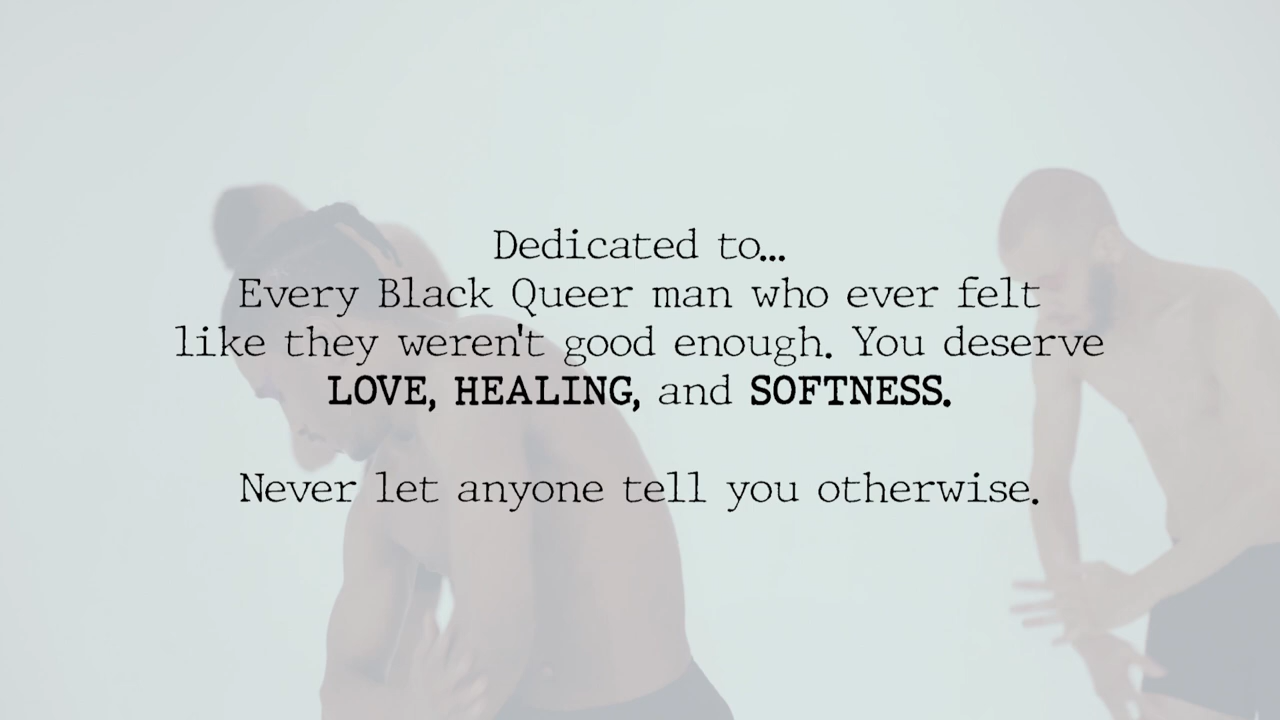 Dedicated to...
Every Black Queer man who ever felt
like they weren't good enough. You deserve
LOVE, HEALING, and SOFTNESS.
Never let anyone tell you otherwise.